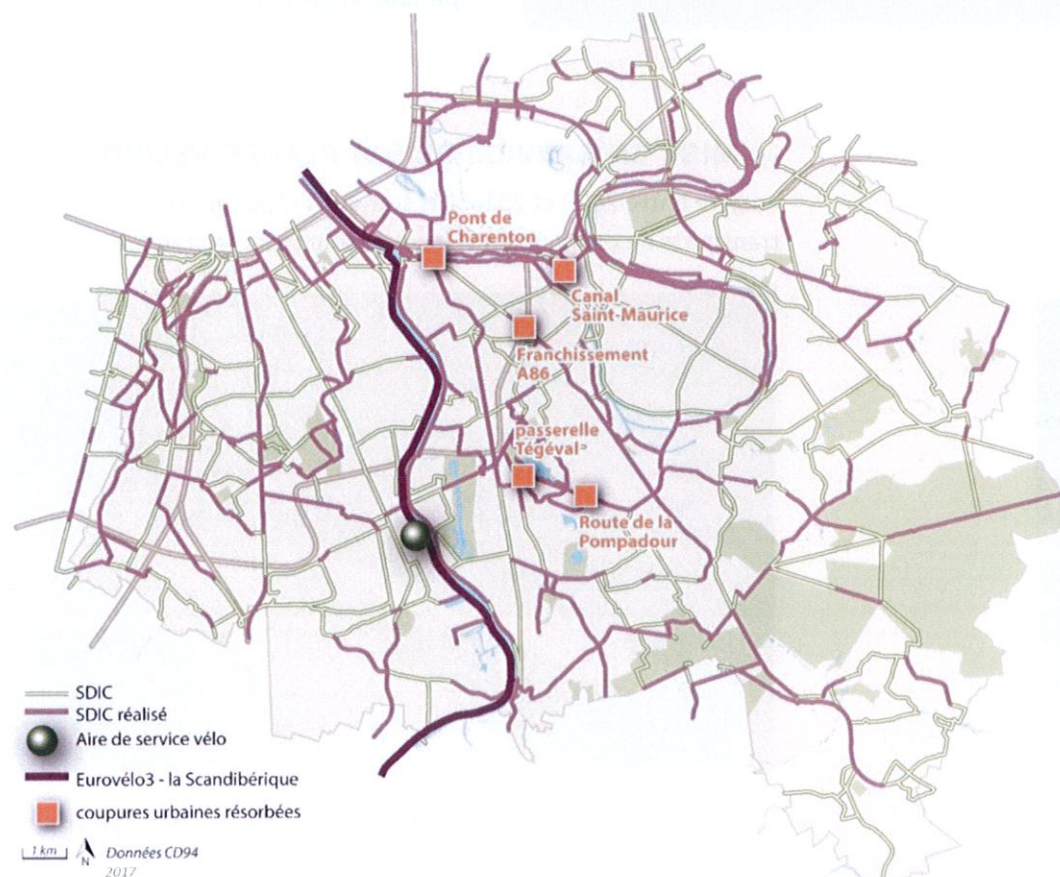 Pont de
Charenton
Canal
Saint-Maurice
Franchissement
A86
passerelle
Tégéval
Route de la
Pompadour
SDIC
SDIC réalisé
Aire de service vélo
Eurovélo3 - la Scandibérique
coupures urbaines résorbées
1 km
N
Données CD94
2017